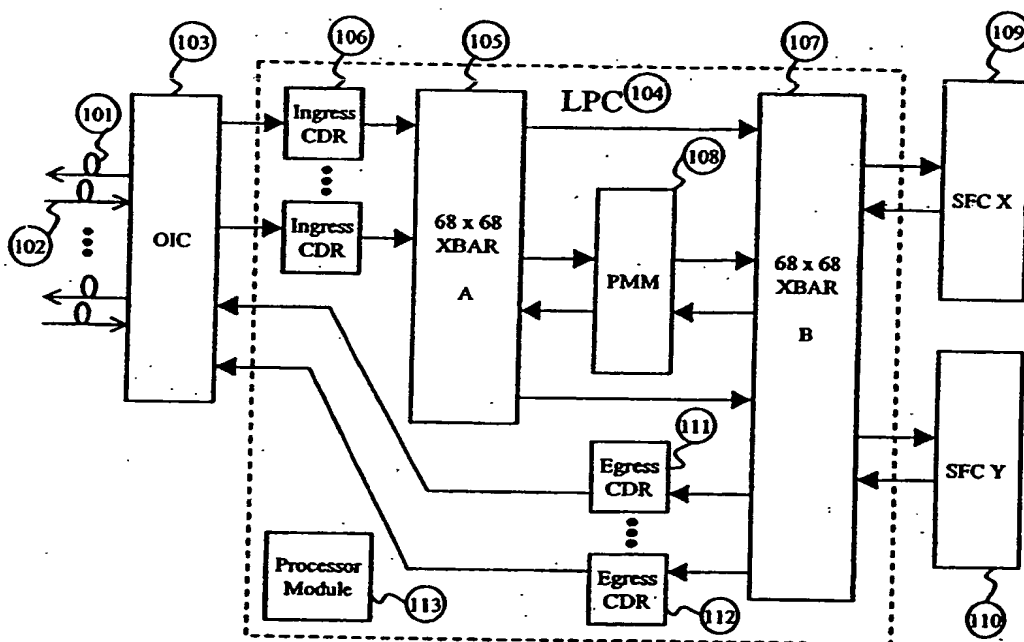 103
106
105
107
109
101
Ingress
CDR
LPC
104
108
102
OIC
Ingress
CDR
68 x 68
XBAR
A
PMM
68 x 68
XBAR
B
SFC X
111
Egress
CDR
SFC Y
Processor
Module
113
Egress
CDR
112
110